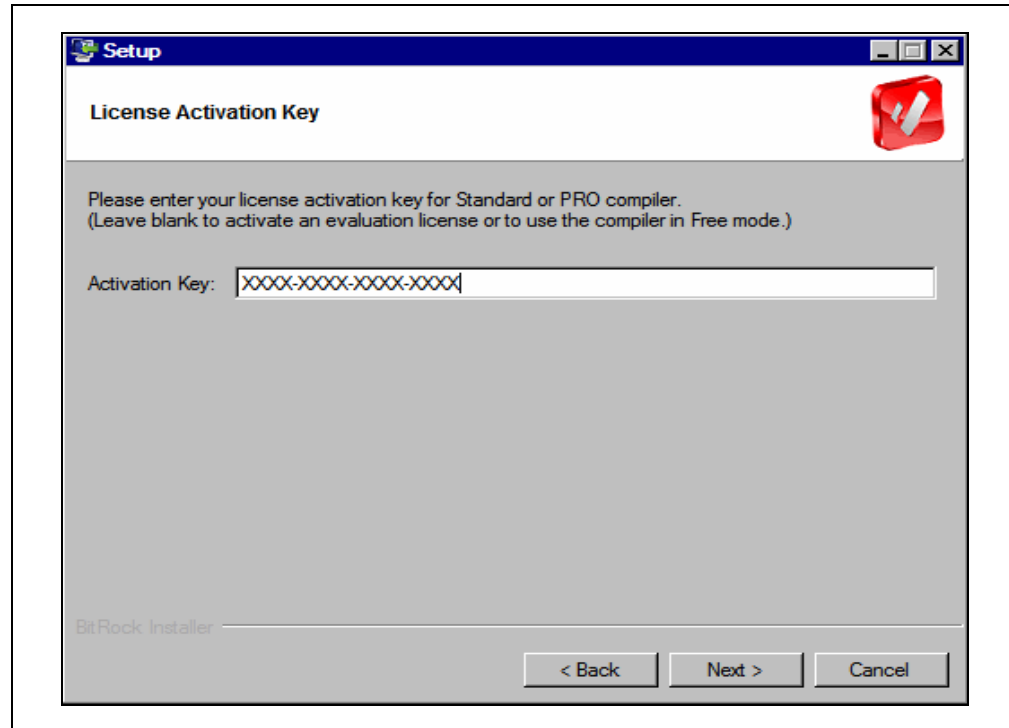 Setup
License Activation Key
Please enter your license activation key for Standard or PRO compiler.
(Leave blank to activate an evaluation license or to use the compiler in Free mode.)
Activation Key: XXXX-XXXX-XXXX-XXXX
BitRock Installer
< Back Next > Cancel